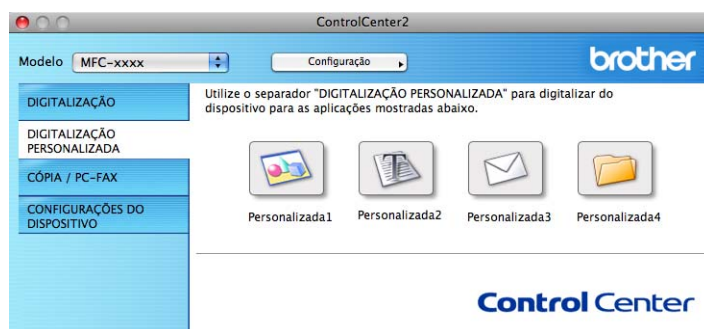 ControlCenter2
Modelo MFC-xxxx Configuração brother
DIGITALIZAÇÃO
DIGITALIZAÇÃO
PERSONALIZADA
CÓPIA / PC-FAX
CONFIGURAÇÕES DO
DISPOSITIVO
Utilize o separador "DIGITALIZAÇÃO PERSONALIZADA" para digitalizar do
dispositivo para as aplicações mostradas abaixo.
T
Personalizada1 Personalizada2 Personalizada3 Personalizada4
Control Center